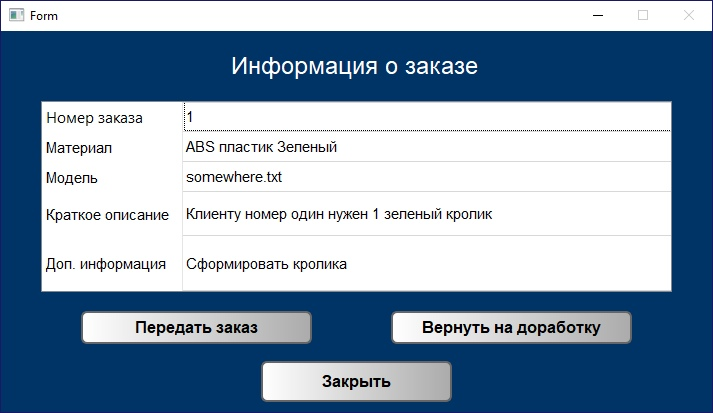 Form
Информация о заказе
Номер заказа 1
Материал ABS пластик Зеленый
Модель somewhere.txt
Краткое описание Клиенту номер один нужен 1 зеленый кролик
Доп. информация Сформировать кролика
Передать заказ Вернуть на доработку
Закрыть